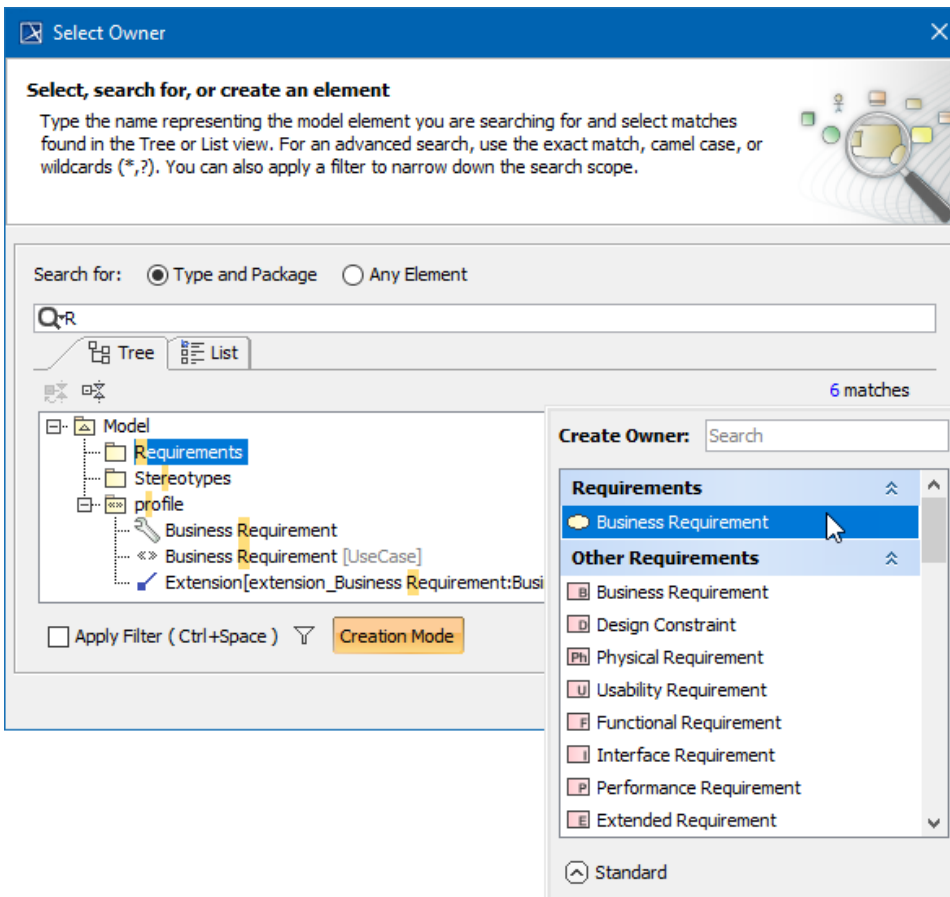 Select Owner
Select, search for, or create an element
Type the name representing the model element you are searching for and select matches
found in the Tree or List view. For an advanced search, use the exact match, camel case, or
wildcards (*,?). You can also apply a filter to narrow down the search scope.
Search for: Type and Package Any Element
R
Tree List
6 matches
Model
Requirements
Stereotypes
«» profile
Business Requirement
«» Business Requirement [UseCase]
Extension[extension_Business Requirement:Busi
Apply Filter ( Ctrl+Space ) Creation Mode
Create Owner: Search
Requirements
Business Requirement
Other Requirements
B Business Requirement
D Design Constraint
Ph Physical Requirement
U Usability Requirement
F Functional Requirement
I Interface Requirement
P Performance Requirement
E Extended Requirement
Standard